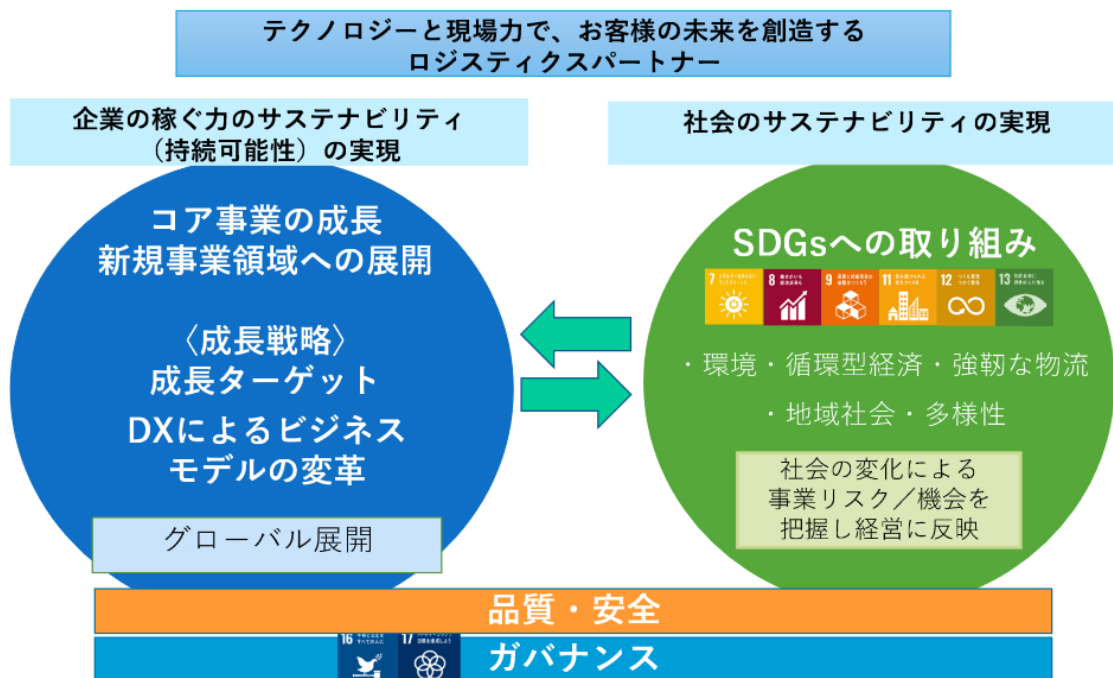 テクノロジーと現場力で、お客様の未来を創造する
ロジスティクスパートナー
企業の稼ぐ力のサステナビリティ
（持続可能性）の実現
コア事業の成長
新規事業領域への展開
〈成長戦略〉
成長ターゲット
DXによるビジネス
モデルの変革
グローバル展開
社会のサステナビリティの実現
SDGsへの取り組み
7 8 9 11 12 13
・環境・循環型経済・強靭な物流
・地域社会・多様性
社会の変化による
事業リスク／機会を
把握し経営に反映
品質・安全
16 17
ガバナンス